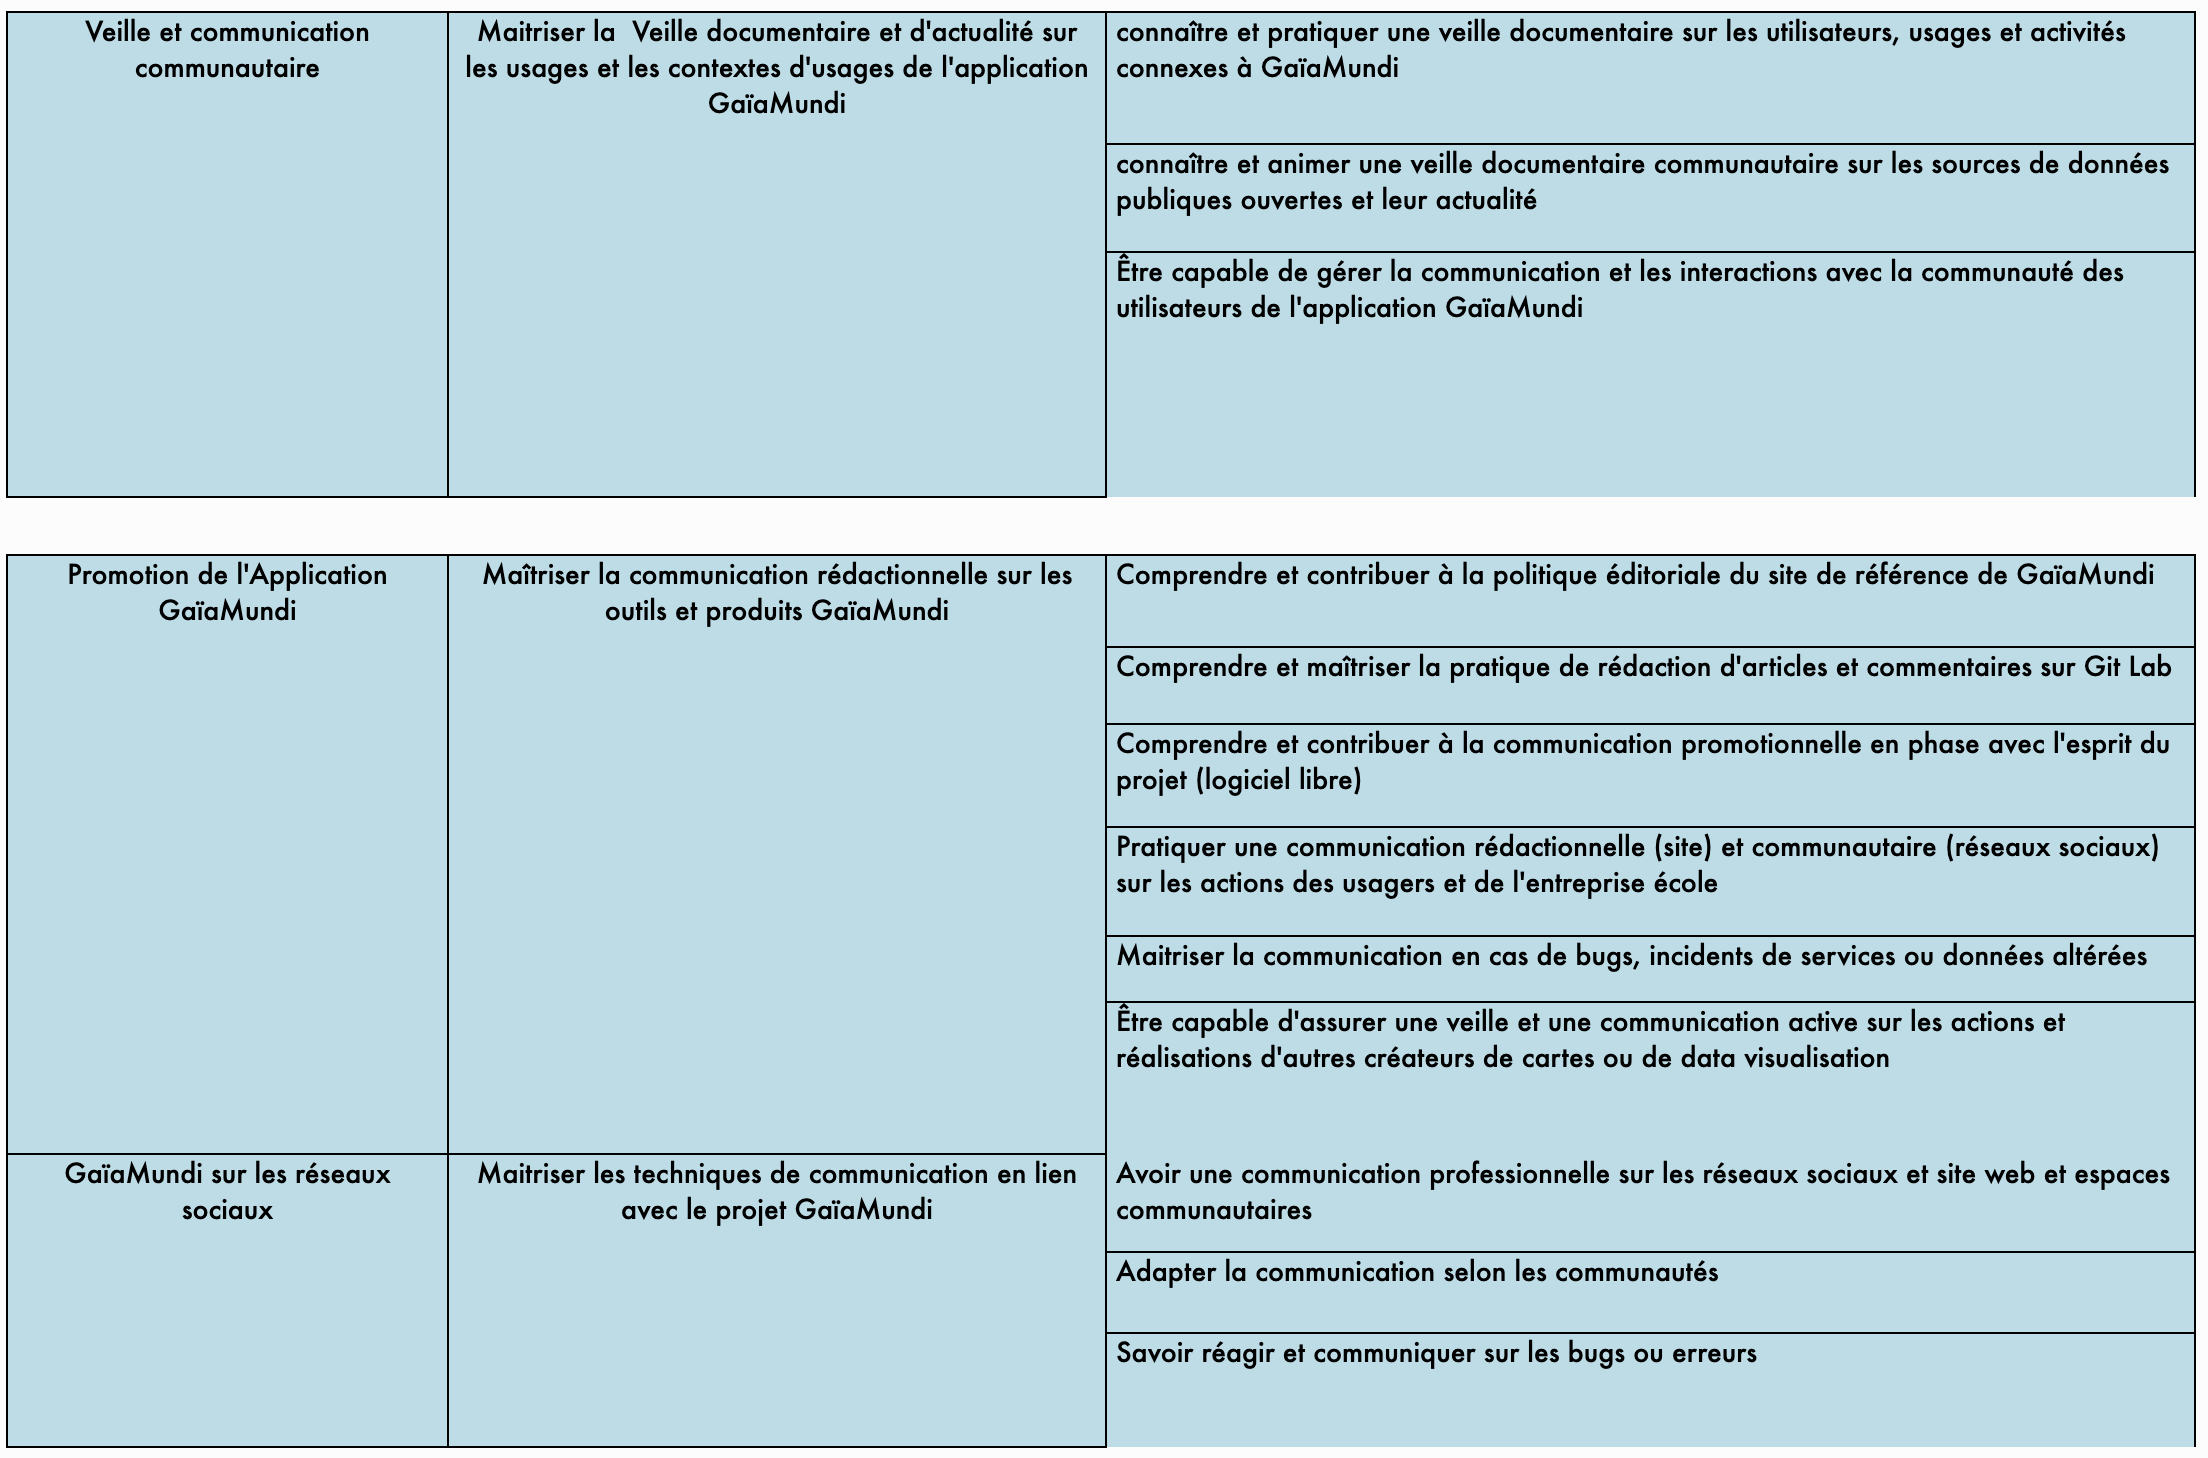 Veille et communication
communautaire
Maitriser la  Veille documentaire et d'actualité sur
les usages et les contextes d'usages de l'application
GaïaMundi
connaître et pratiquer une veille documentaire sur les utilisateurs, usages et activités
connexes à GaïaMundi
connaître et animer une veille documentaire communautaire sur les sources de données
publiques ouvertes et leur actualité
Être capable de gérer la communication et les interactions avec la communauté des
utilisateurs de l'application GaïaMundi
Promotion de l'Application
GaïaMundi
Maîtriser la communication rédactionnelle sur les
outils et produits GaïaMundi
Comprendre et contribuer à la politique éditoriale du site de référence de GaïaMundi
Comprendre et maîtriser la pratique de rédaction d'articles et commentaires sur Git Lab
Comprendre et contribuer à la communication promotionnelle en phase avec l'esprit du
projet (logiciel libre)
Pratiquer une communication rédactionnelle (site) et communautaire (réseaux sociaux)
sur les actions des usagers et de l'entreprise école
Maitriser la communication en cas de bugs, incidents de services ou données altérées
Être capable d'assurer une veille et une communication active sur les actions et
réalisations d'autres créateurs de cartes ou de data visualisation
GaïaMundi sur les réseaux
sociaux
Maitriser les techniques de communication en lien
avec le projet GaïaMundi
Avoir une communication professionnelle sur les réseaux sociaux et site web et espaces
communautaires
Adapter la communication selon les communautés
Savoir réagir et communiquer sur les bugs ou erreurs